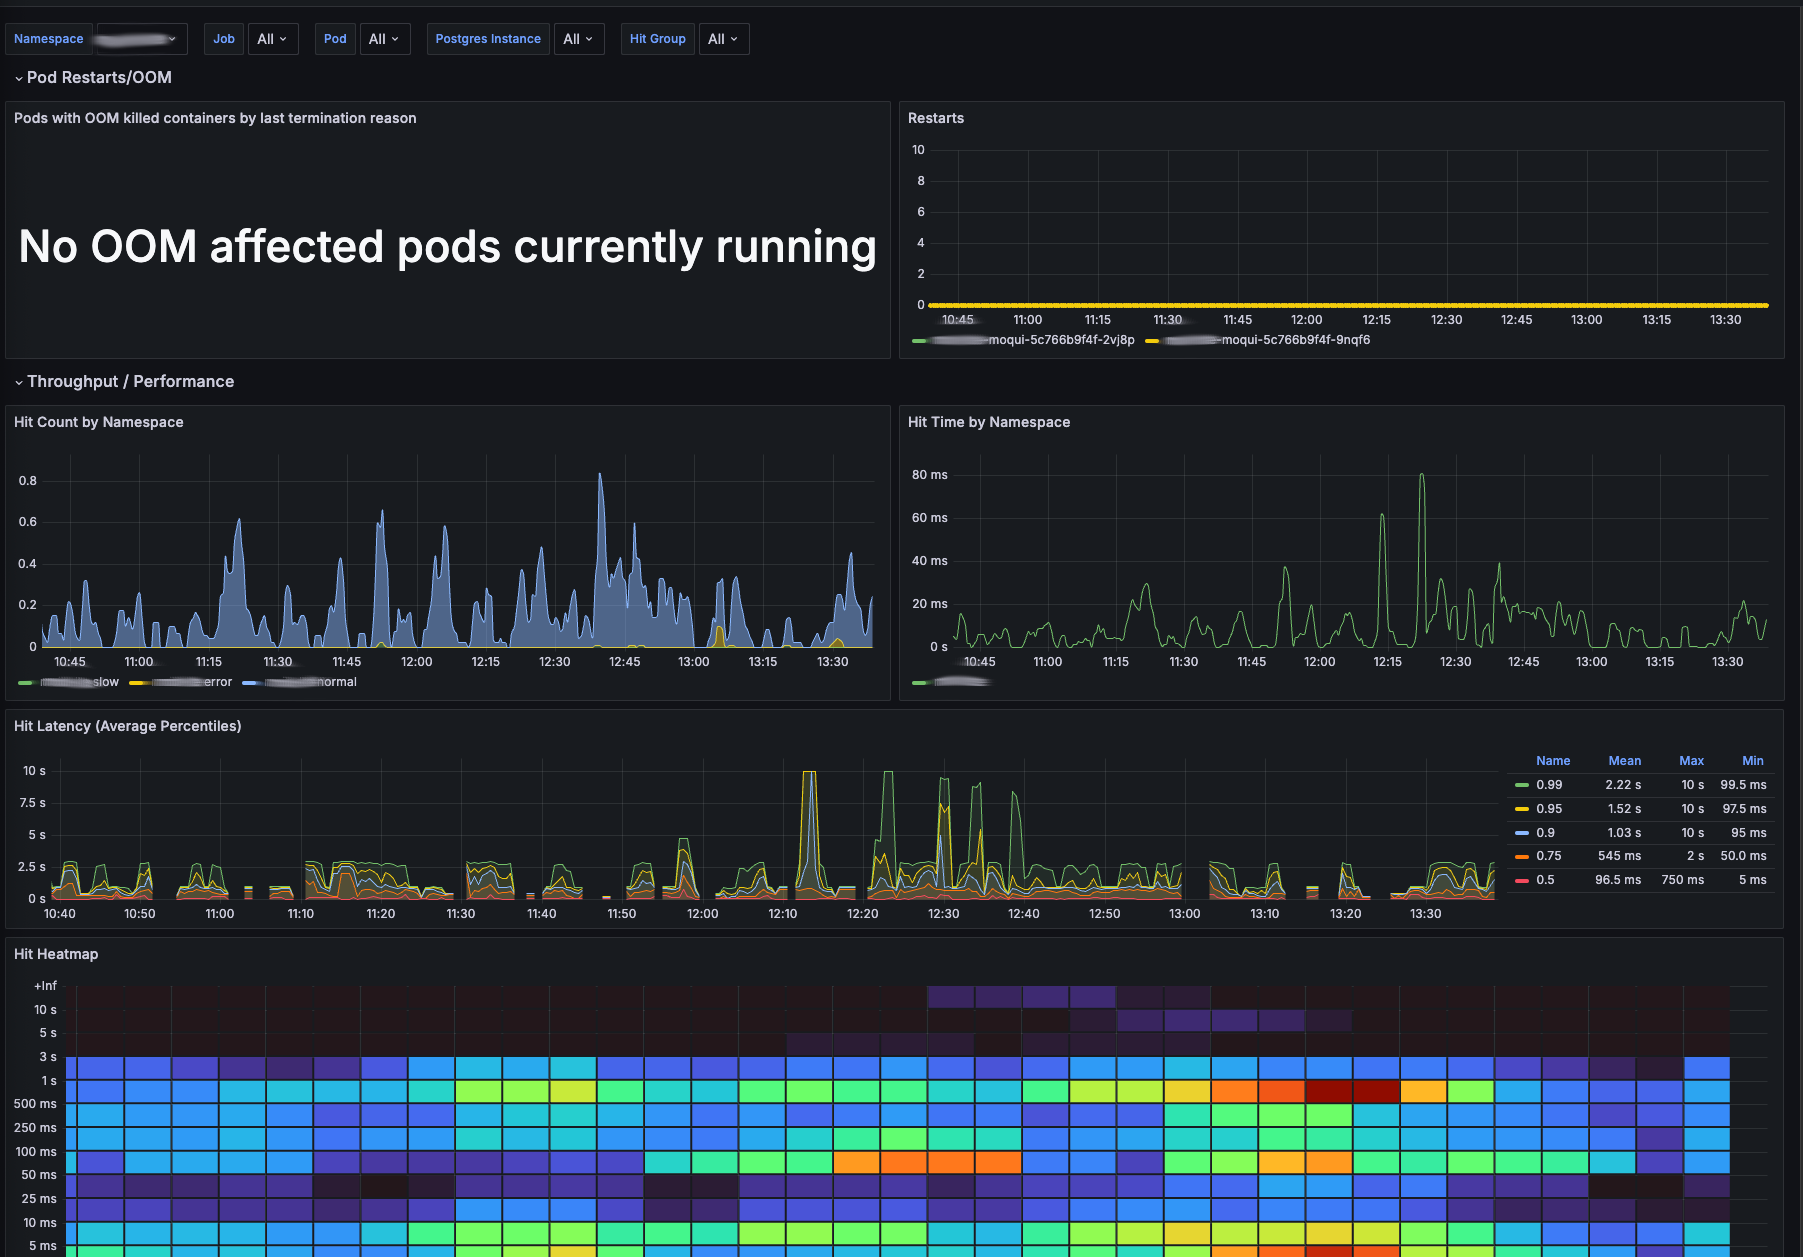 Namespace Job All Pod All Postgres Instance All Hit Group All
Pod Restarts/OOM
Pods with OOM killed containers by last termination reason
No OOM affected pods currently running
Restarts
10
8
6
4
2
0
10:45 11:00 11:15 11:30 11:45 12:00 12:15 12:30 12:45 13:00 13:15 13:30
-moqui-5c766b9f4f-2vj8p -moqui-5c766b9f4f-9nqf6
Throughput / Performance
Hit Count by Namespace
0.8
0.6
0.4
0.2
0
10:45 11:00 11:15 11:30 11:45 12:00 12:15 12:30 12:45 13:00 13:15 13:30
slow error normal
Hit Time by Namespace
80 ms
60 ms
40 ms
20 ms
0 s
10:45 11:00 11:15 11:30 11:45 12:00 12:15 12:30 12:45 13:00 13:15 13:30
Hit Latency (Average Percentiles)
10 s
7.5 s
5 s
2.5 s
0 s
10:40 10:50 11:00 11:10 11:20 11:30 11:40 11:50 12:00 12:10 12:20 12:30 12:40 12:50 13:00 13:10 13:20 13:30
Name Mean Max Min
0.99 2.22 s 10 s 99.5 ms
0.95 1.52 s 10 s 97.5 ms
0.9 1.03 s 10 s 95 ms
0.75 545 ms 2 s 50.0 ms
0.5 96.5 ms 750 ms 5 ms
Hit Heatmap
+Inf
10 s
5 s
3 s
1 s
500 ms
250 ms
100 ms
50 ms
25 ms
10 ms
5 ms